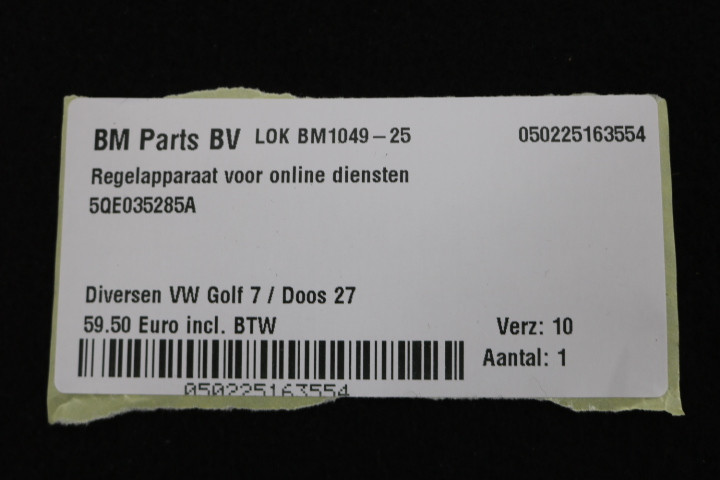 BM Parts BV LOK BM1049-25 050225163554
Regelapparaat voor online diensten
5QE035285A
Diversen VW Golf 7 / Doos 27
59.50 Euro incl. BTW Verz: 10
Aantal: 1
050225163554